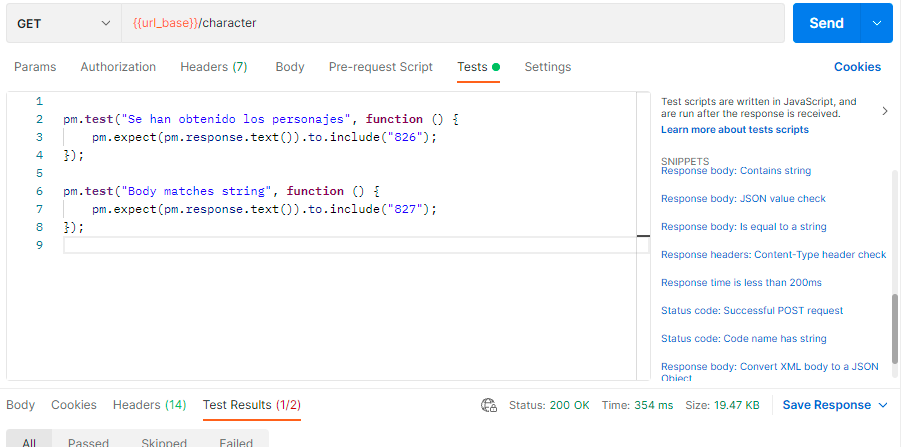 GET
{{url_base}}/character
Send
Params
Authorization
Headers (7)
Body
Pre-request Script
Tests
Settings
Cookies
1
2 pm.test("Se han obtenido los personajes", function () {
3 pm.expect(pm.response.text()).to.include("826");
4 });
5
6 pm.test("Body matches string", function () {
7 pm.expect(pm.response.text()).to.include("827");
8 });
9
Test scripts are written in JavaScript, and
are run after the response is received.
Learn more about tests scripts
SNIPPETS
Response body: Contains string
Response body: JSON value check
Response body: Is equal to a string
Response headers: Content-Type header check
Response time is less than 200ms
Status code: Successful POST request
Status code: Code name has string
Response body: Convert XML body to a JSON
Object
Body
Cookies
Headers (14)
Test Results (1/2)
Status: 200 OK
Time: 354 ms
Size: 19.47 KB
Save Response
All
Passed
Skipped
Failed